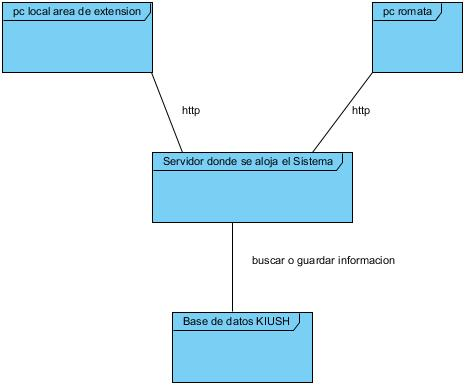 pc local area de extension
pc romata
http
http
Servidor donde se aloja el Sistema
buscar o guardar informacion
Base de datos KIUSH